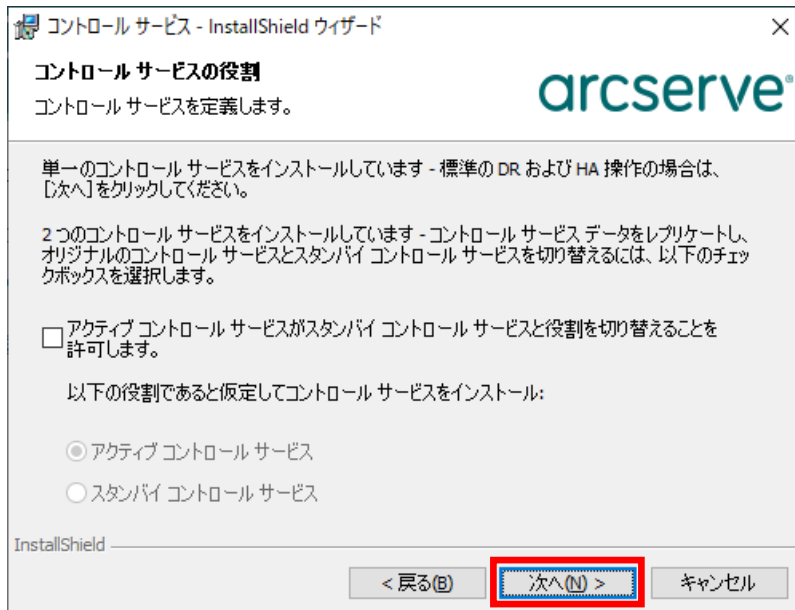 コントロール サービス - InstallShield ウィザード
コントロール サービスの役割
コントロール サービスを定義します。
arcserve®
単一のコントロール サービスをインストールしています - 標準の DR および HA 操作の場合は、
[次へ] をクリックしてください。
2 つのコントロール サービスをインストールしています - コントロール サービス データをレプリケートし、
オリジナルのコントロール サービスとスタンバイ コントロール サービスを切り替えるには、以下のチェッ
クボックスを選択します。
アクティブ コントロール サービスがスタンバイ コントロール サービスと役割を切り替えることを
許可します。
以下の役割であると仮定してコントロール サービスをインストール:
アクティブ コントロール サービス
スタンバイ コントロール サービス
InstallShield
< 戻る(B)
次へ(N) >
キャンセル